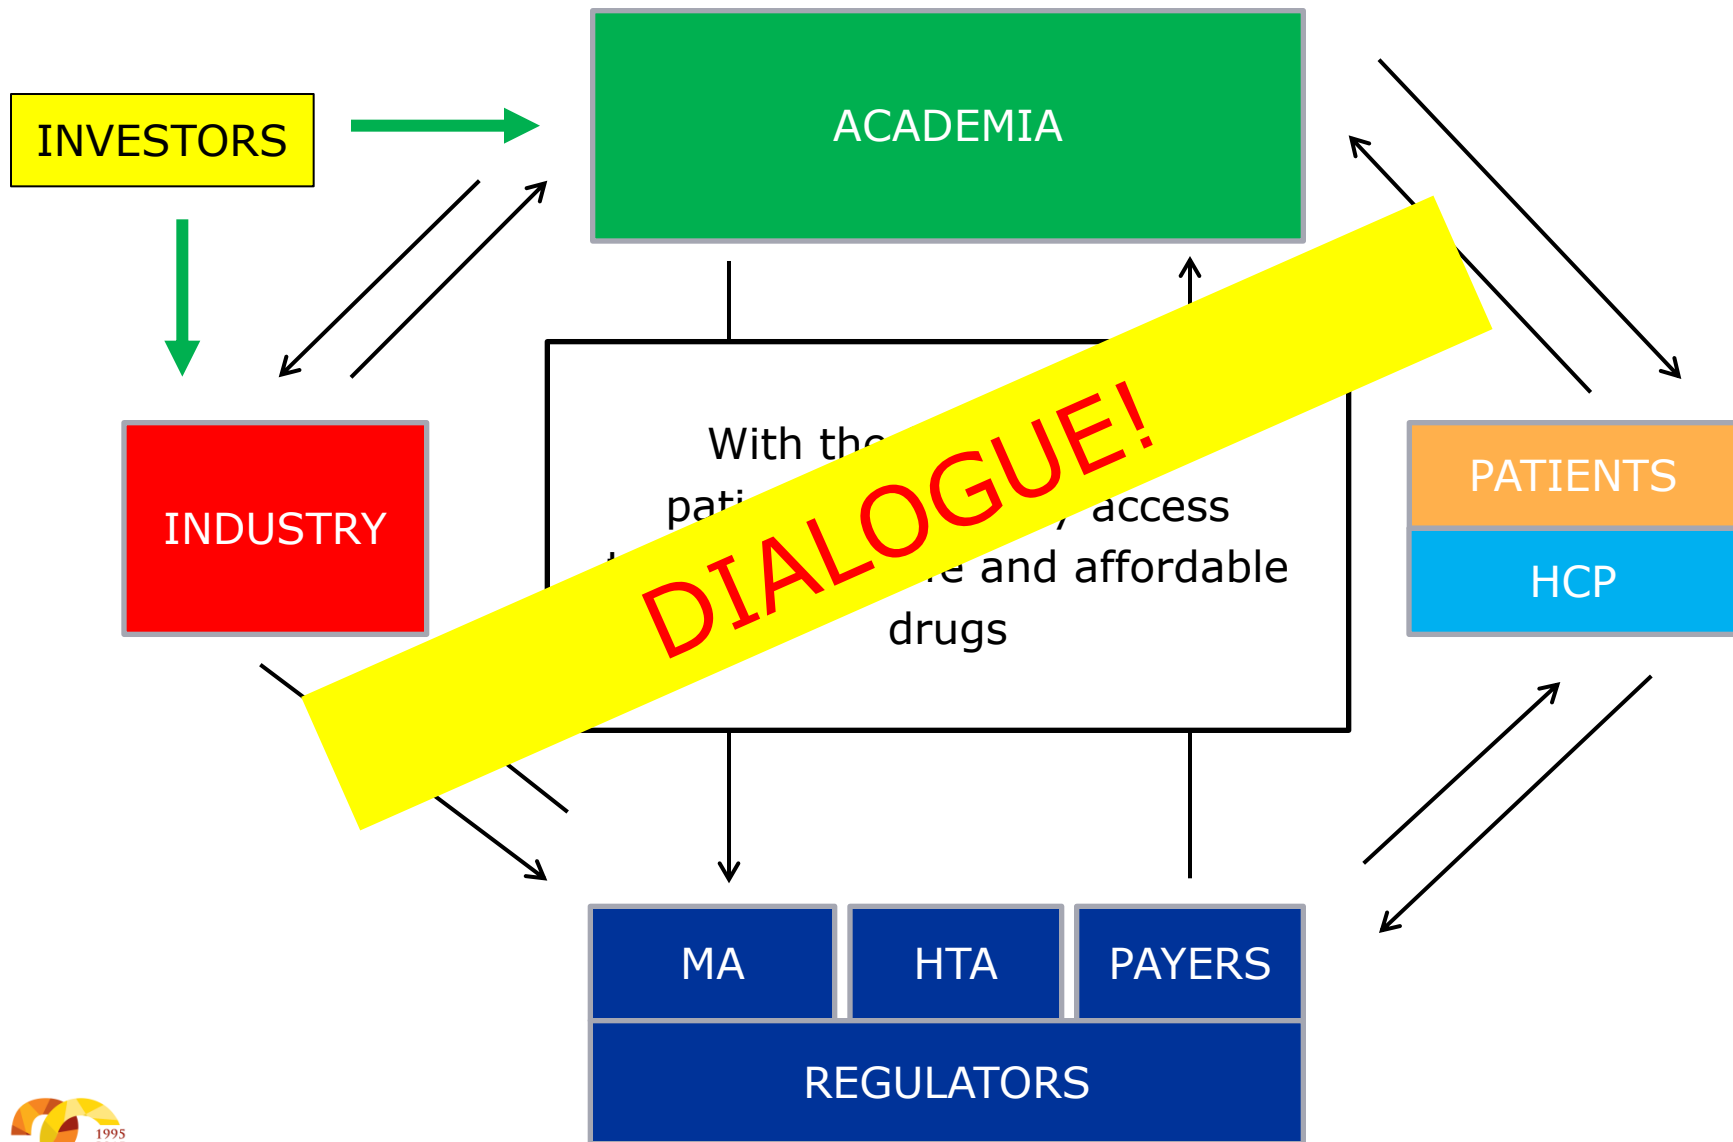 INVESTORS
ACADEMIA
With the
access
and affordable
drugs
DIALOGUE!
INDUSTRY
PATIENTS
HCP
MA
HTA
PAYERS
REGULATORS
1995